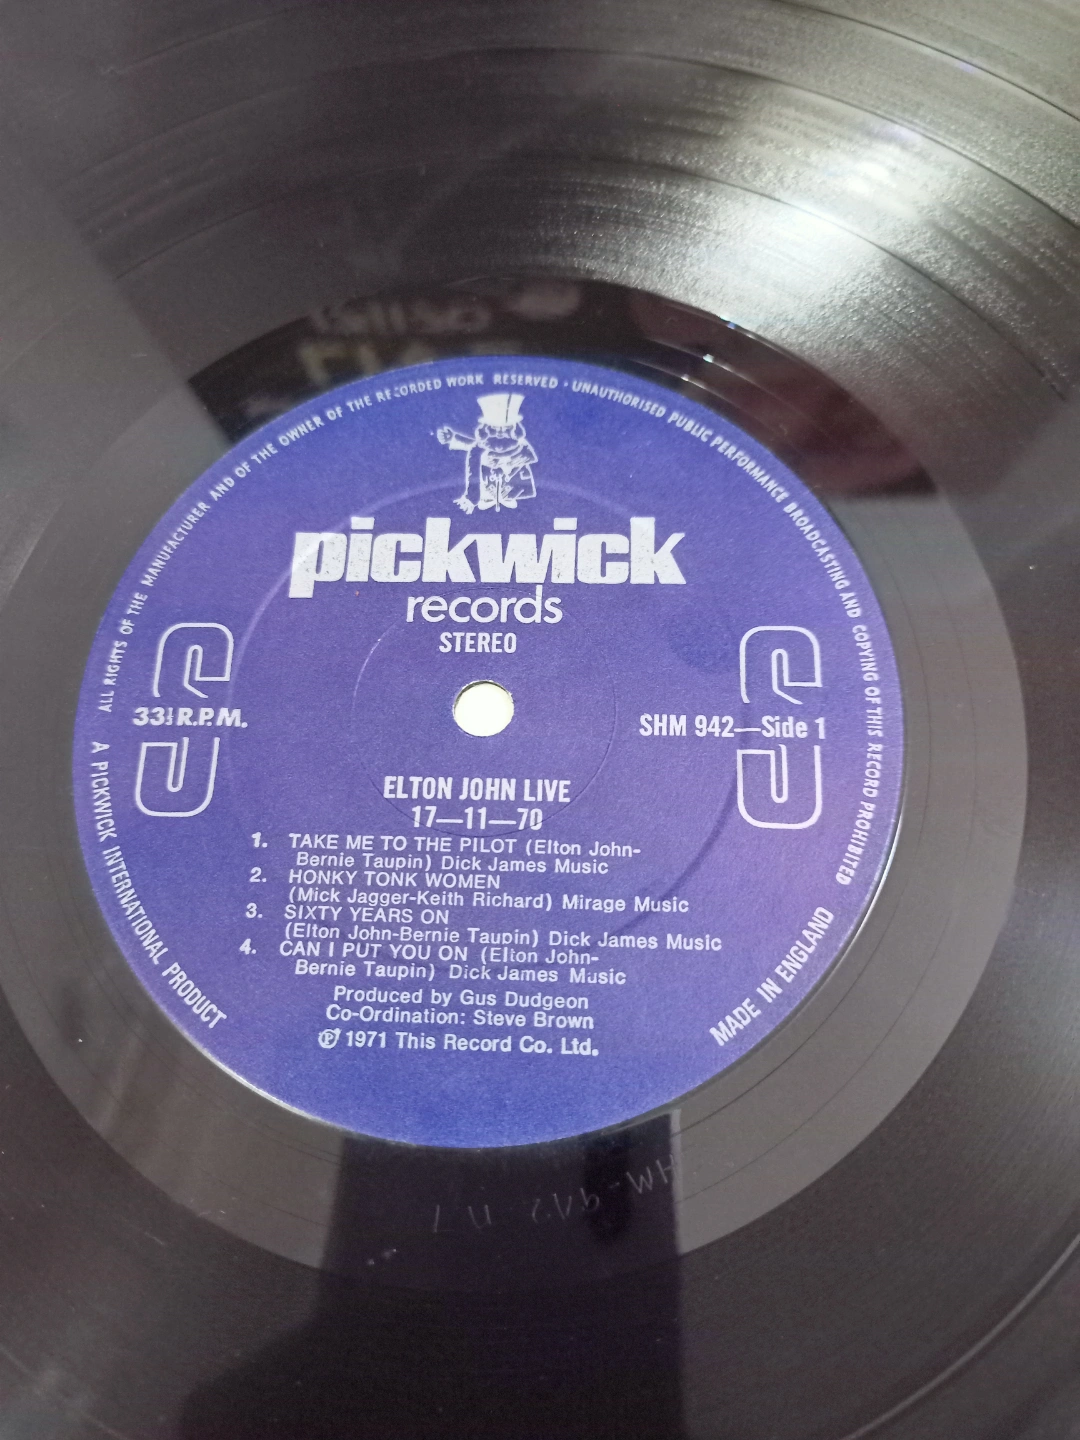 ALL RIGHTS OF THE MANUFACTURER AND OF THE OWNER OF THE RECORDED WORK RESERVED · UNAUTHORISED PUBLIC PERFORMANCE BROADCASTING AND COPYING OF THIS RECORD PROHIBITED
pickwick
records
STEREO
33⅓ R.P.M.
SHM 942—Side 1
ELTON JOHN LIVE
17—11—70
1. TAKE ME TO THE PILOT (Elton John-
Bernie Taupin) Dick James Music
2. HONKY TONK WOMEN
(Mick Jagger-Keith Richard) Mirage Music
3. SIXTY YEARS ON
(Elton John-Bernie Taupin) Dick James Music
4. CAN I PUT YOU ON (Elton John-
Bernie Taupin) Dick James Music
Produced by Gus Dudgeon
Co-Ordination: Steve Brown
℗ 1971 This Record Co. Ltd.
A PICKWICK INTERNATIONAL PRODUCT
MADE IN ENGLAND